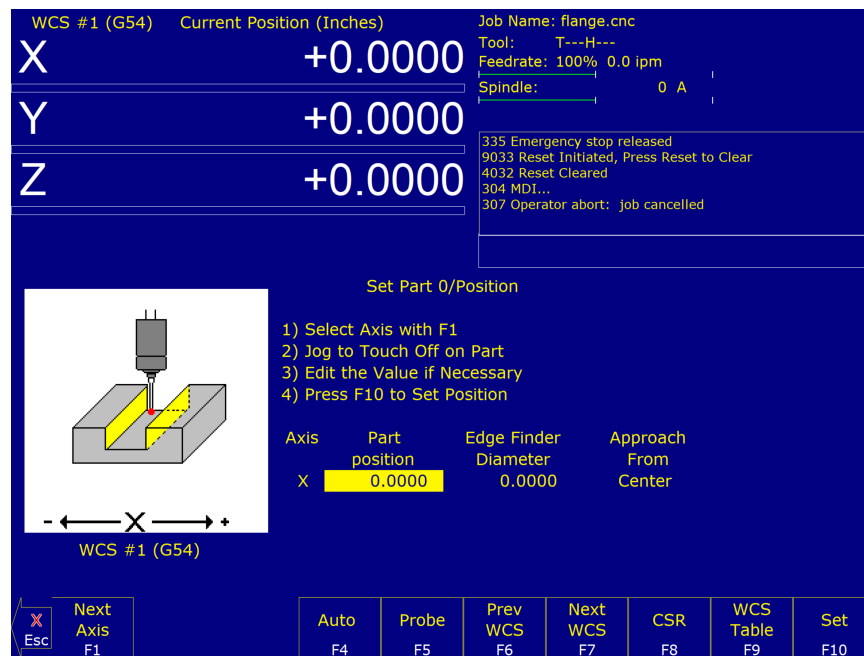 WCS #1 (G54) Current Position (Inches)
X +0.0000
Y +0.0000
Z +0.0000
Job Name: flange.cnc
Tool: T---H---
Feedrate: 100% 0.0 ipm
Spindle: 0 A
335 Emergency stop released
9033 Reset Initiated, Press Reset to Clear
4032 Reset Cleared
304 MDI...
307 Operator abort: job cancelled
Set Part 0/Position
1) Select Axis with F1
2) Jog to Touch Off on Part
3) Edit the Value if Necessary
4) Press F10 to Set Position
Axis Part Edge Finder Approach
position Diameter From
X 0.0000 0.0000 Center
- X +
WCS #1 (G54)
X Esc
Next Axis F1
Auto F4
Probe F5
Prev WCS F6
Next WCS F7
CSR F8
WCS Table F9
Set F10